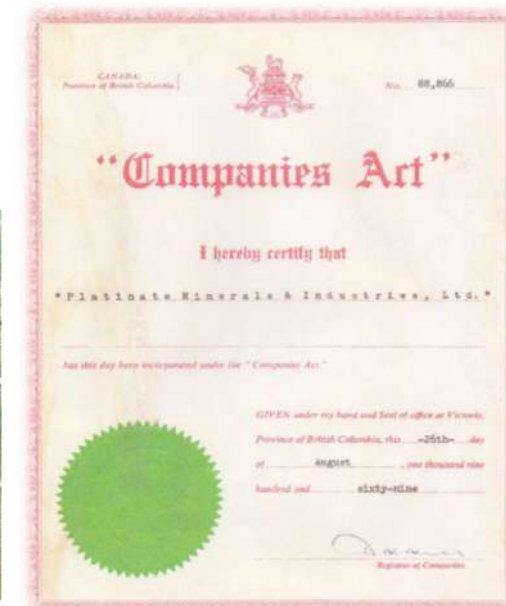 CANADA:
Province of British Columbia.
No. 88,866
"Companies Act"
I hereby certify that
"Platinate Minerals & Industries, Ltd."
has this day been incorporated under the "Companies Act."
GIVEN under my hand and Seal of office at Victoria,
Province of British Columbia, this -26th- day
of August , one thousand nine
hundred and sixty-nine
Registrar of Companies.